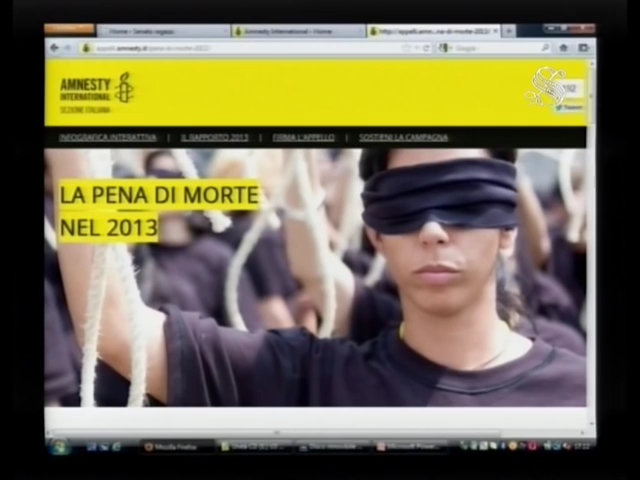 Home - Senato ragazzi
Amnesty International - Home
AMNESTY
INTERNATIONAL
SEZIONE ITALIANA
INFOGRAFICA INTERATTIVA | IL RAPPORTO 2013 | FIRMA L'APPELLO | SOSTIENI LA CAMPAGNA
LA PENA DI MORTE
NEL 2013
Mozilla Firefox